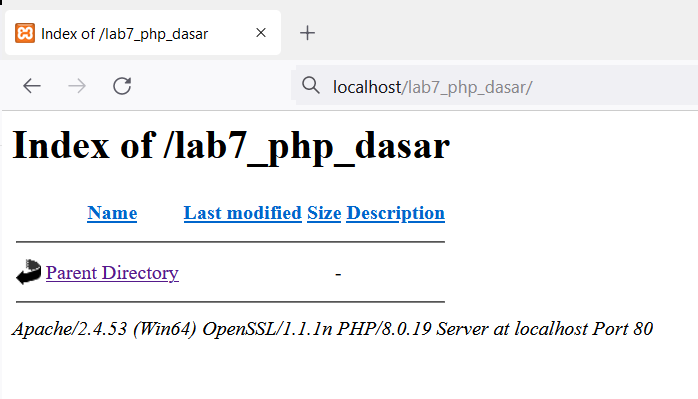 Index of /lab7_php_dasar
localhost/lab7_php_dasar/
Index of /lab7_php_dasar
Name Last modified Size Description
Parent Directory -
Apache/2.4.53 (Win64) OpenSSL/1.1.1n PHP/8.0.19 Server at localhost Port 80